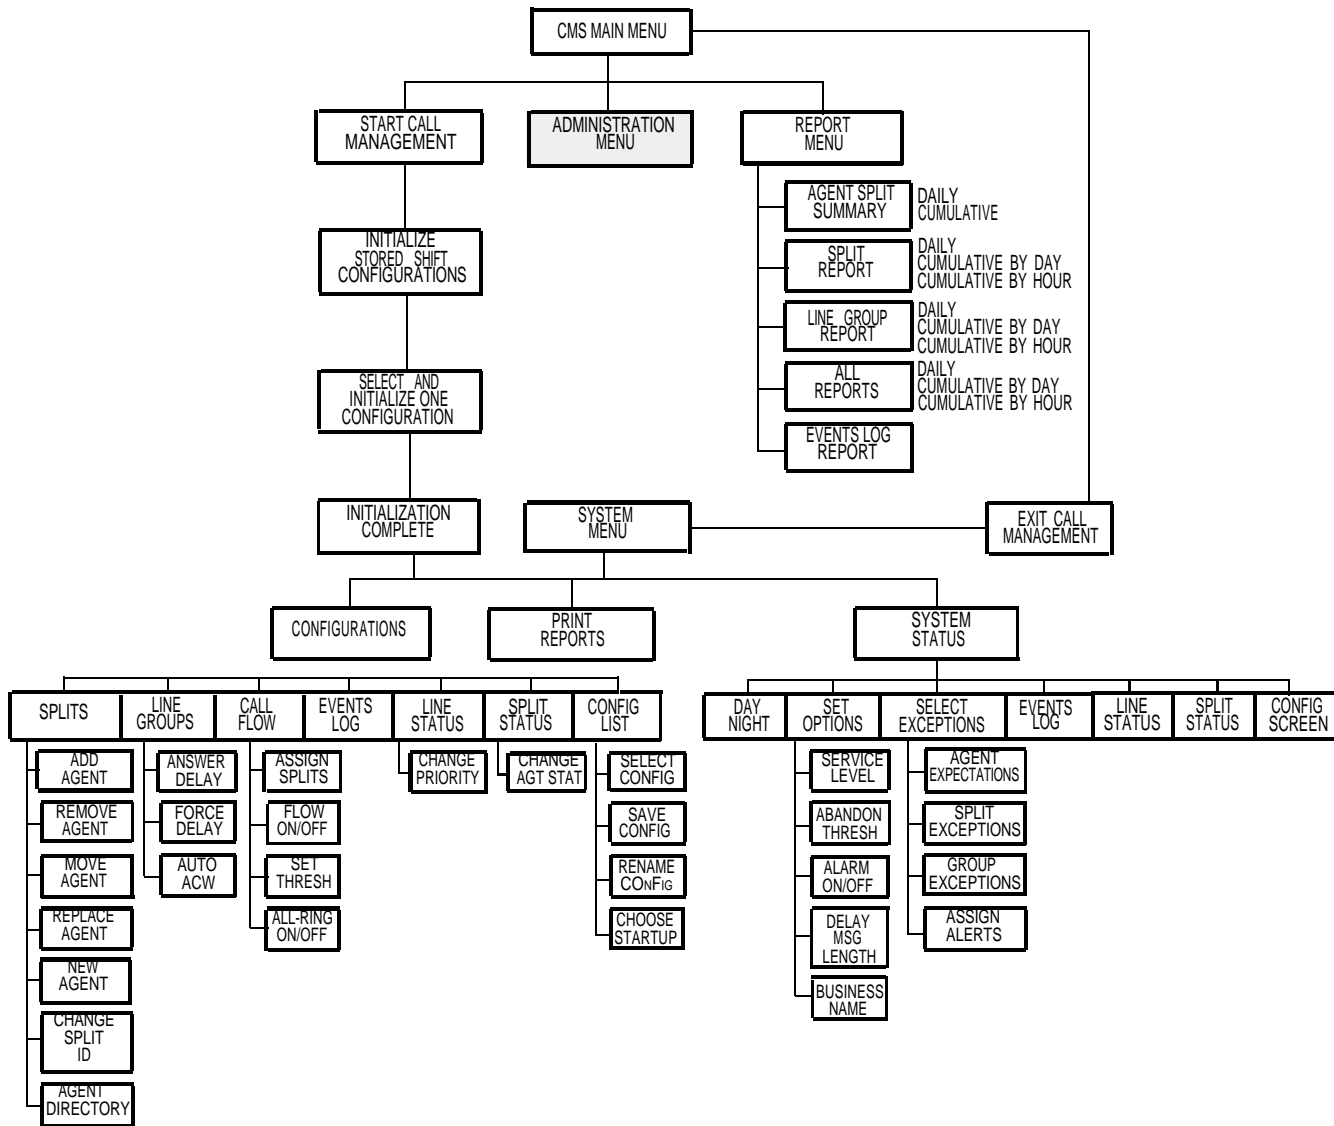 CMS MAIN MENU
START CALL
MANAGEMENT
ADMINISTRATION
MENU
REPORT
MENU
AGENT SPLIT
SUMMARY
DAILY
CUMULATIVE
INITIALIZE
STORED SHIFT
CONFIGURATIONS
SPLIT
REPORT
DAILY
CUMULATIVE BY DAY
CUMULATIVE BY HOUR
LINE GROUP
REPORT
DAILY
CUMULATIVE BY DAY
CUMULATIVE BY HOUR
SELECT AND
INITIALIZE ONE
CONFIGURATION
ALL
REPORTS
DAILY
CUMULATIVE BY DAY
CUMULATIVE BY HOUR
EVENTS LOG
REPORT
INITIALIZATION
COMPLETE
SYSTEM
MENU
EXIT CALL
MANAGEMENT
CONFIGURATIONS
PRINT
REPORTS
SYSTEM
STATUS
SPLITS
LINE
GROUPS
CALL
FLOW
EVENTS
LOG
LINE
STATUS
SPLIT
STATUS
CONFIG
LIST
DAY
NIGHT
SET
OPTIONS
SELECT
EXCEPTIONS
EVENTS
LOG
LINE
STATUS
SPLIT
STATUS
CONFIG
SCREEN
ADD
AGENT
REMOVE
AGENT
MOVE
AGENT
REPLACE
AGENT
NEW
AGENT
CHANGE
SPLIT
ID
AGENT
DIRECTORY
ANSWER
DELAY
FORCE
DELAY
AUTO
ACW
ASSIGN
SPLITS
FLOW
ON/OFF
SET
THRESH
ALL-RING
ON/OFF
CHANGE
PRIORITY
CHANGE
AGT STAT
SELECT
CONFIG
SAVE
CONFIG
RENAME
CONFIG
CHOOSE
STARTUP
SERVICE
LEVEL
ABANDON
THRESH
ALARM
ON/OFF
DELAY
MSG
LENGTH
BUSINESS
NAME
AGENT
EXPECTATIONS
SPLIT
EXCEPTIONS
GROUP
EXCEPTIONS
ASSIGN
ALERTS